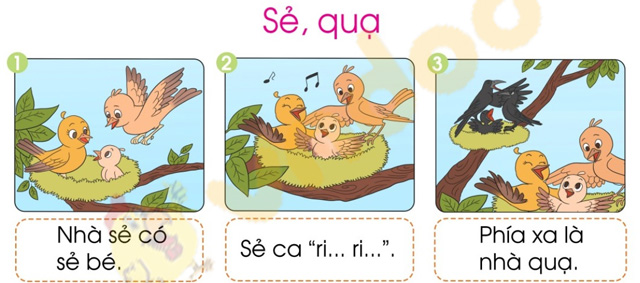 Sẻ, quạ
1
Nhà sẻ có
sẻ bé.
2
Sẻ ca “ri... ri...”.
3
Phía xa là
nhà quạ.